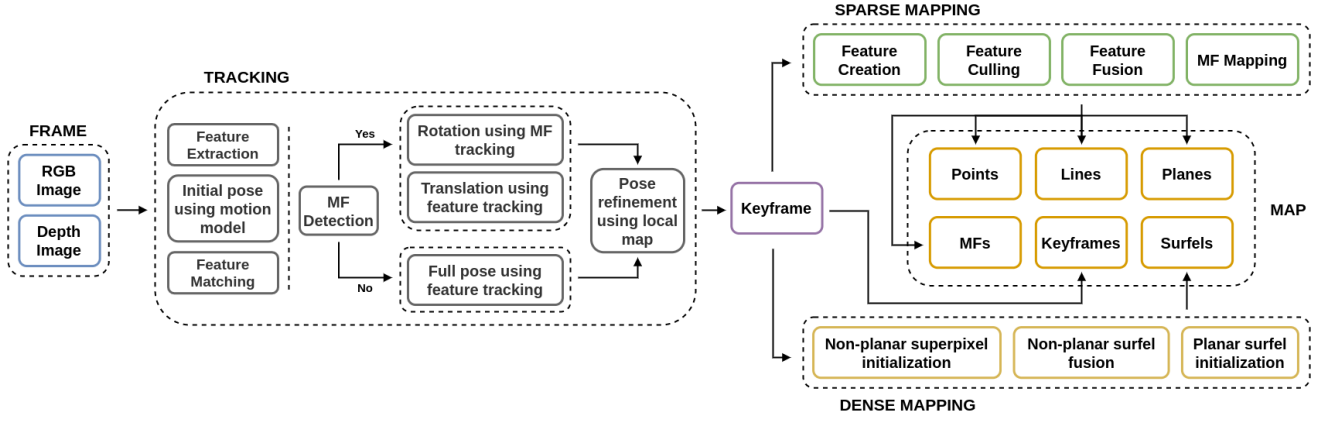 FRAME
RGB
Image
Depth
Image
TRACKING
Feature
Extraction
Initial pose
using motion
model
Feature
Matching
MF
Detection
Yes
No
Rotation using MF
tracking
Translation using
feature tracking
Full pose using
feature tracking
Pose
refinement
using local
map
Keyframe
SPARSE MAPPING
Feature
Creation
Feature
Culling
Feature
Fusion
MF Mapping
Points
Lines
Planes
MFs
Keyframes
Surfels
MAP
Non-planar superpixel
initialization
Non-planar surfel
fusion
Planar surfel
initialization
DENSE MAPPING